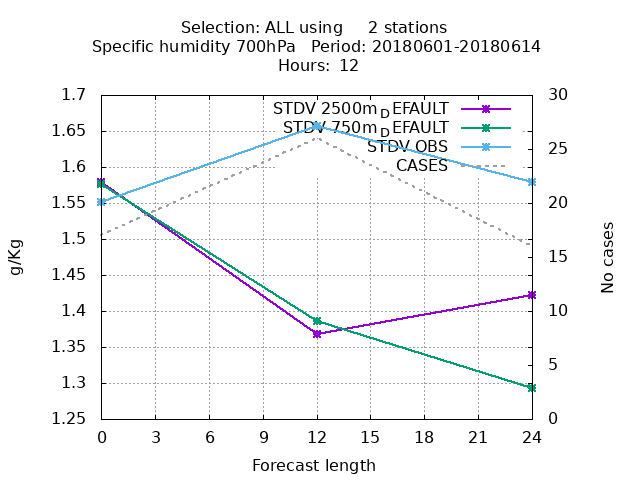 Selection: ALL using     2 stations
Specific humidity 700hPa   Period: 20180601-20180614
Hours:  12
1.7
1.65
1.6
1.55
1.5
1.45
1.4
1.35
1.3
1.25
30
25
20
15
10
5
0
STDV 2500m_DEFAULT
STDV 750m_DEFAULT
STDV OBS
CASES
g/Kg
No cases
0 3 6 9 12 15 18 21 24
Forecast length